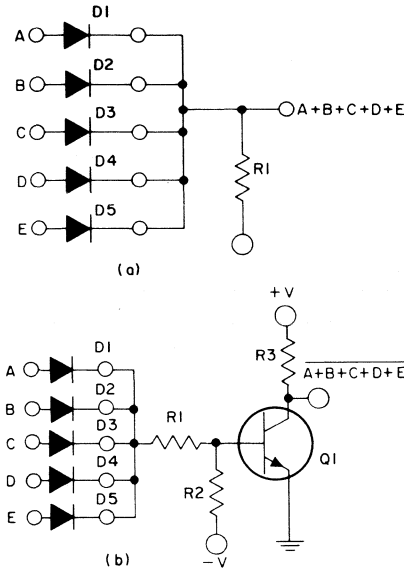 D1
A
D2
B
A+B+C+D+E
D3
C
R1
D4
D
D5
E
(a)
+V
D1
A
R3
A+B+C+D+E
D2
B
D3
R1
C
Q1
D4
D
R2
D5
E
-V
(b)